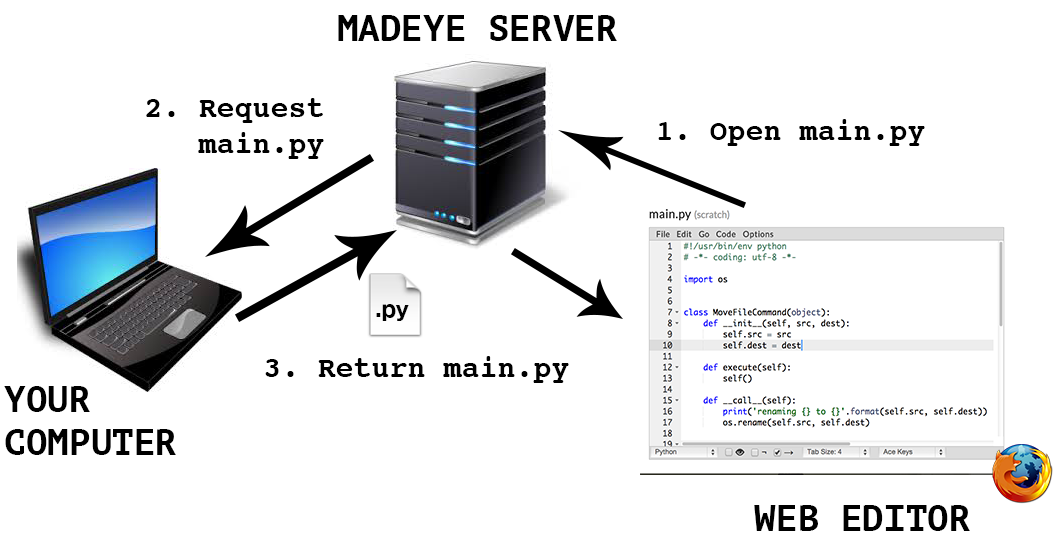 MADEYE SERVER
2. Request
main.py
1. Open main.py
.py
3. Return main.py
YOUR
COMPUTER
main.py (scratch)
File Edit Go Code Options
1 #!/usr/bin/env python
2 # -*- coding: utf-8 -*-
3
4 import os
5
6
7 class MoveFileCommand(object):
8 def __init__(self, src, dest):
9 self.src = src
10 self.dest = dest
11
12 def execute(self):
13 self()
14
15 def __call__(self):
16 print('renaming {} to {}'.format(self.src, self.dest))
17 os.rename(self.src, self.dest)
18
19
Python Tab Size: 4 Ace Keys
WEB EDITOR